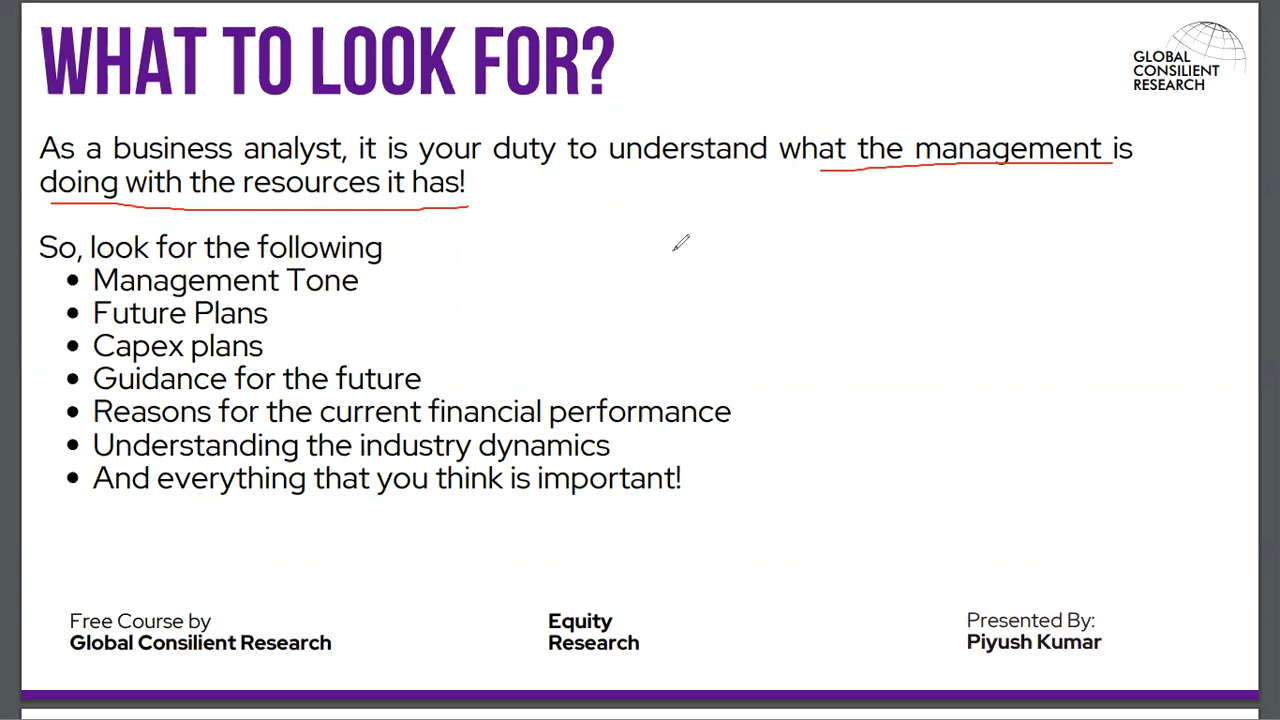 WHAT TO LOOK FOR?
GLOBAL
CONSILIENT
RESEARCH
As a business analyst, it is your duty to understand what the management is
doing with the resources it has!
So, look for the following
• Management Tone
• Future Plans
• Capex plans
• Guidance for the future
• Reasons for the current financial performance
• Understanding the industry dynamics
• And everything that you think is important!
Free Course by
Global Consilient Research
Equity
Research
Presented By:
Piyush Kumar